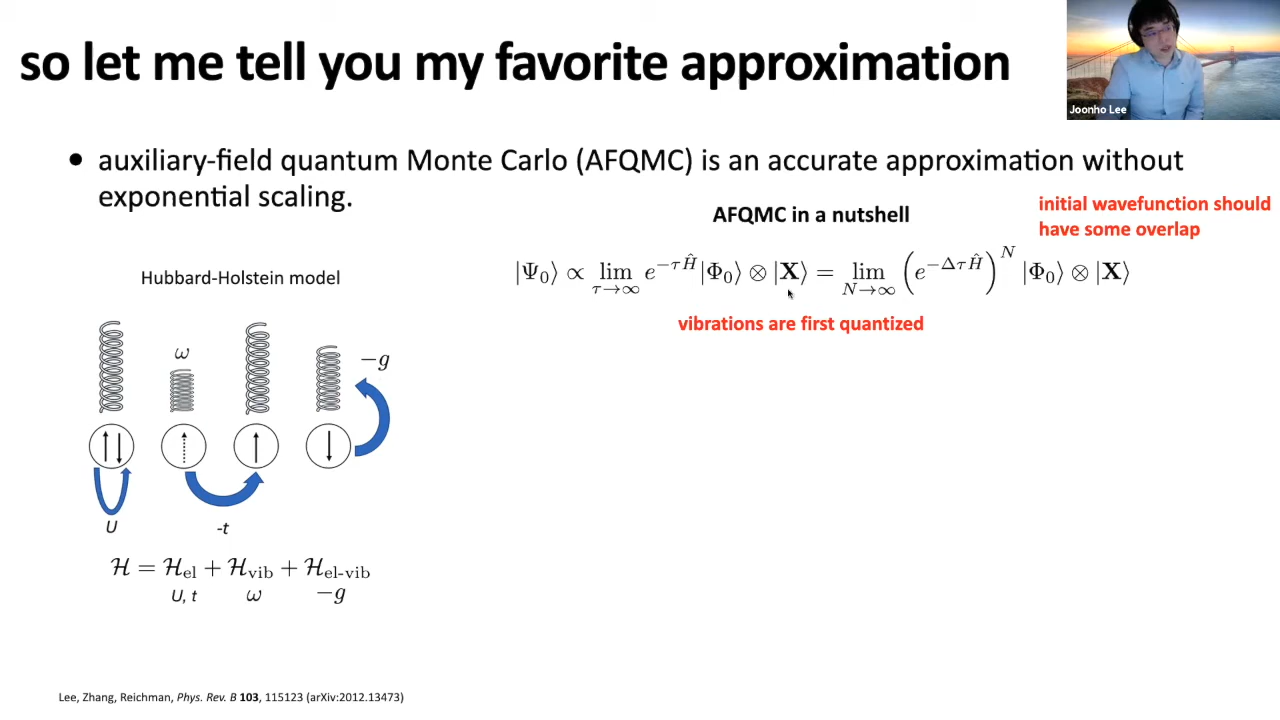 so let me tell you my favorite approximation
Joonho Lee
• auxiliary-field quantum Monte Carlo (AFQMC) is an accurate approximation without
exponential scaling.
AFQMC in a nutshell
initial wavefunction should
have some overlap
|Ψ₀⟩ ∝ lim_{τ→∞} e^{−τĤ}|Φ₀⟩ ⊗ |X⟩ = lim_{N→∞} (e^{−ΔτĤ})^N |Φ₀⟩ ⊗ |X⟩
vibrations are first quantized
Hubbard-Holstein model
ω
−g
U
-t
ℋ = ℋ_el + ℋ_vib + ℋ_el-vib
U, t ω −g
Lee, Zhang, Reichman, Phys. Rev. B 103, 115123 (arXiv:2012.13473)